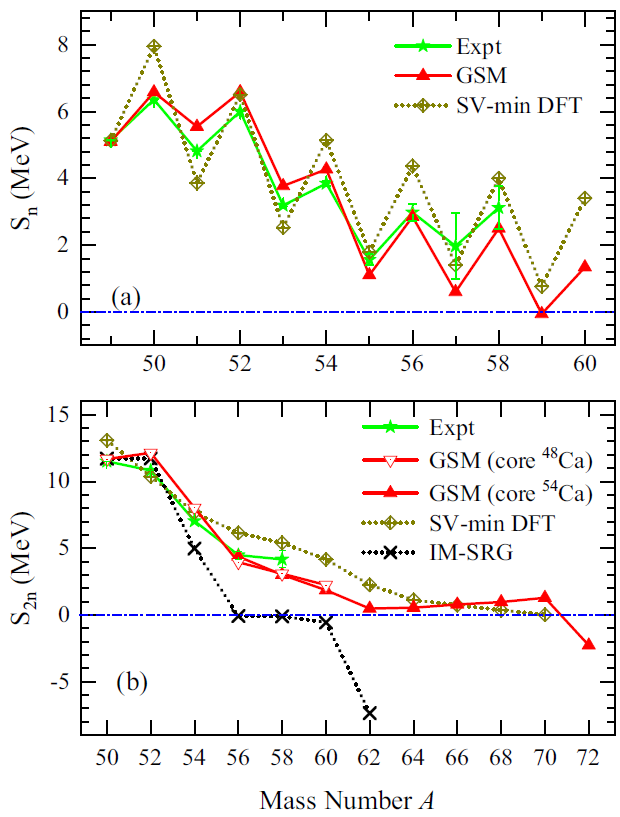 8
6
4
2
0
Sn (MeV)
Expt
GSM
SV-min DFT
(a)
50 52 54 56 58 60
15
10
5
0
-5
S2n (MeV)
Expt
GSM (core 48Ca)
GSM (core 54Ca)
SV-min DFT
IM-SRG
(b)
50 52 54 56 58 60 62 64 66 68 70 72
Mass Number A